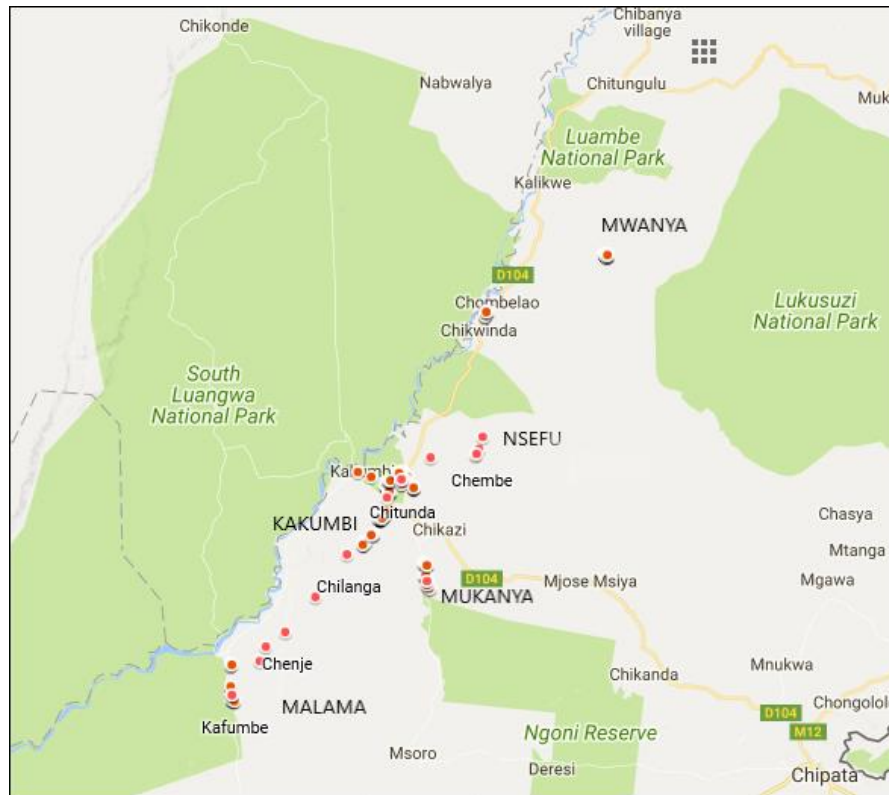 Chikonde
Chibanya
village
Nabwalya
Chitungulu
Luambe
National Park
Kalikwe
MWANYA
D104
Chombelao
Chikwinda
Lukusuzi
National Park
South
Luangwa
National Park
NSEFU
Chembe
Chitunda
KAKUMBI
Chikazi
Chasya
Mtanga
Chilanga
D104
Mjose Msiya
Mgawa
MUKANYA
Chenje
Mnukwa
Chikanda
Kafumbe
MALAMA
Chongolol
D104
M12
Ngoni Reserve
Msoro
Deresi
Chipata